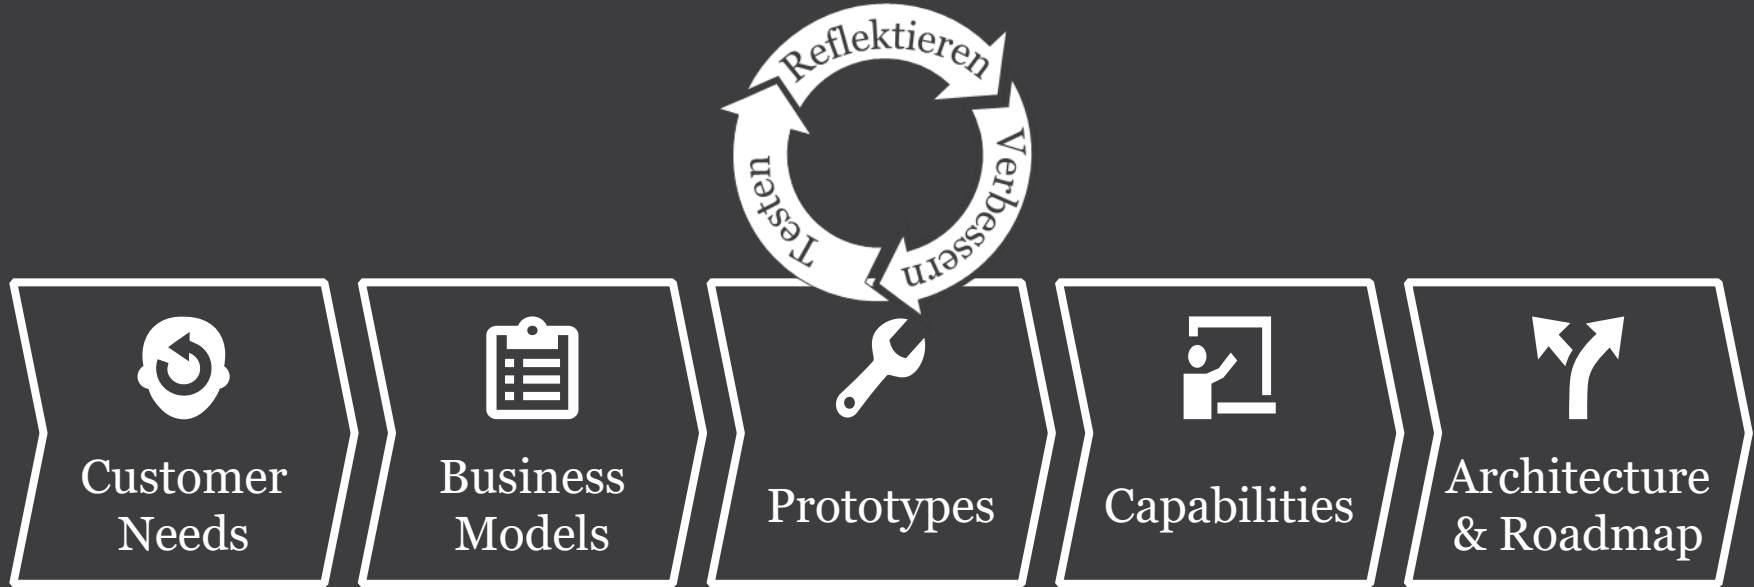 Reflektieren
Verbessern
Testen
Customer
Needs
Business
Models
Prototypes
Capabilities
Architecture
& Roadmap